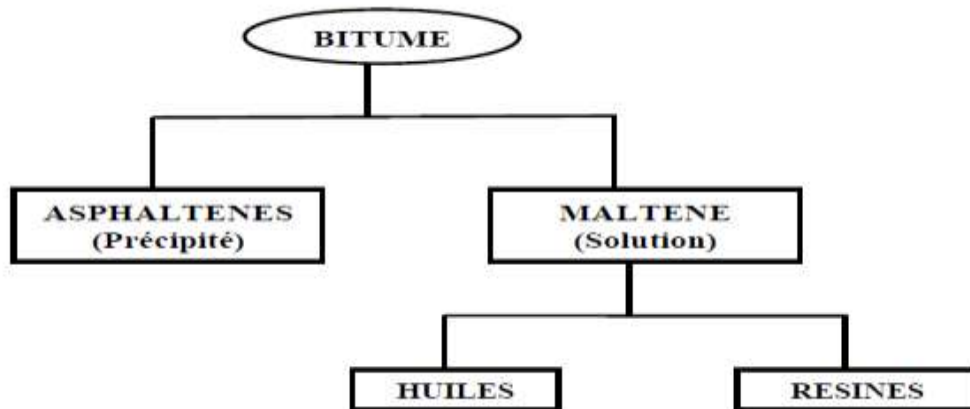 BITUME
ASPHALTENES
(Précipité)
MALTENE
(Solution)
HUILES
RESINES